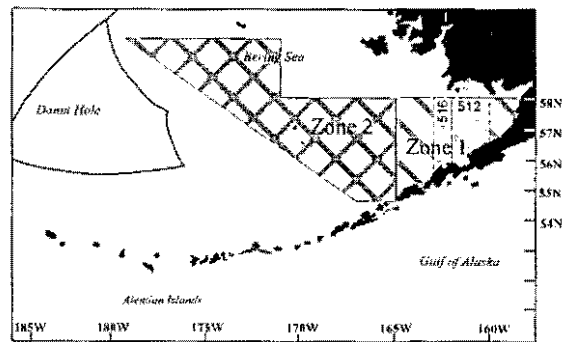 Bering Sea
Donut Hole
Zone 2
516
512
Zone 1
58N
57N
56N
55N
54N
Gulf of Alaska
Aleutian Islands
185W
180W
175W
170W
165W
160W